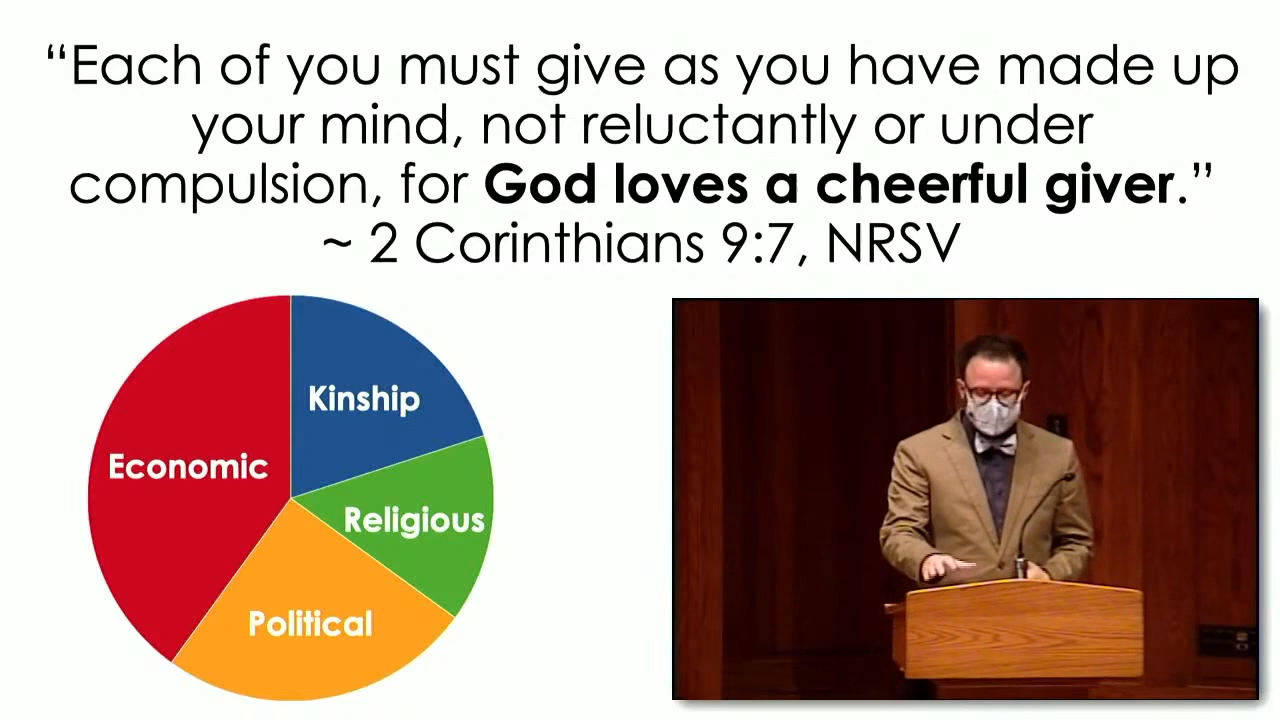 “Each of you must give as you have made up
your mind, not reluctantly or under
compulsion, for God loves a cheerful giver.”
~ 2 Corinthians 9:7, NRSV
Kinship
Economic
Religious
Political